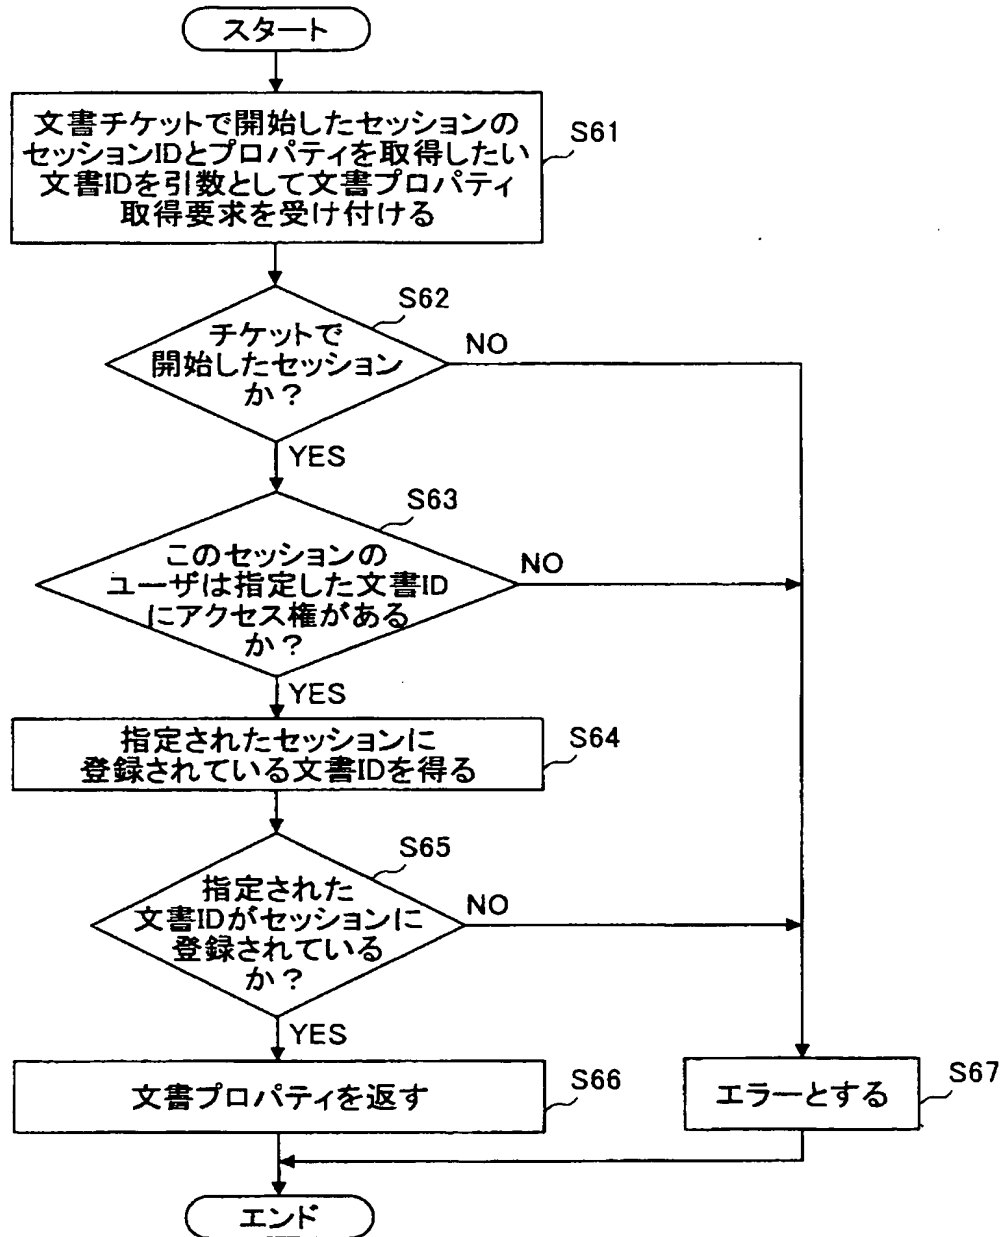 スタート
文書チケットで開始したセッションの
セッションIDとプロパティを取得したい
文書IDを引数として文書プロパティ
取得要求を受け付ける
S61
S62
チケットで
開始したセッション
か？
NO
YES
S63
このセッションの
ユーザは指定した文書ID
にアクセス権がある
か？
NO
YES
指定されたセッションに
登録されている文書IDを得る
S64
S65
指定された
文書IDがセッションに
登録されている
か？
NO
YES
文書プロパティを返す
S66
エラーとする
S67
エンド